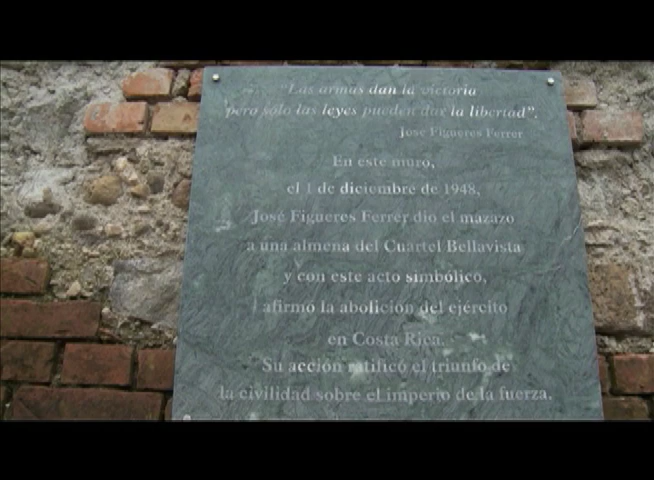 "Las armas dan la victoria
pero sólo las leyes pueden dar la libertad".
José Figueres Ferrer
En este muro,
el 1 de diciembre de 1948,
José Figueres Ferrer dio el mazazo
a una almena del Cuartel Bellavista
y con este acto simbólico,
afirmó la abolición del ejército
en Costa Rica.
Su acción ratificó el triunfo de
la civilidad sobre el imperio de la fuerza.